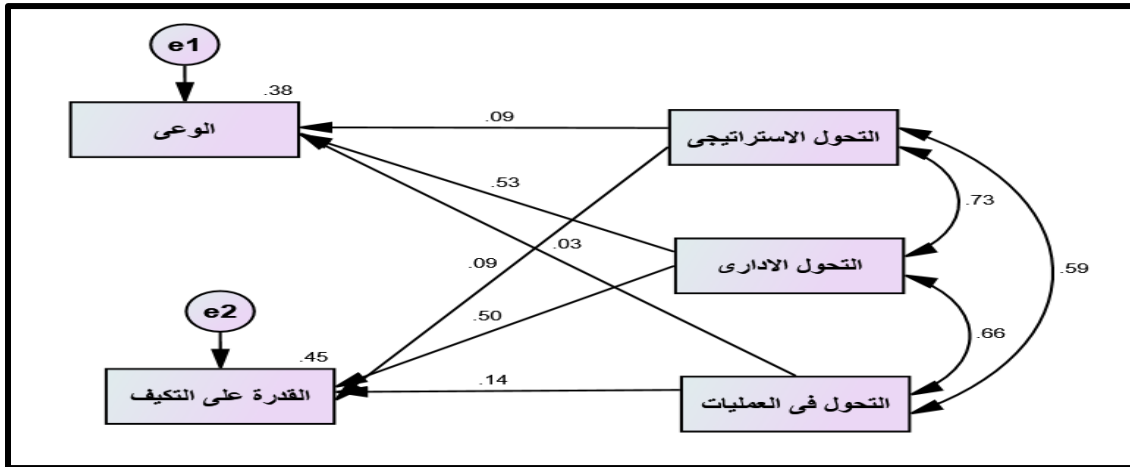 e1
.38
الوعى
.09
التحول الاستراتيجى
.73
.53
.59
التحول الادارى
.03
.09
e2
.50
.66
.45
القدرة على التكيف
.14
التحول فى العمليات